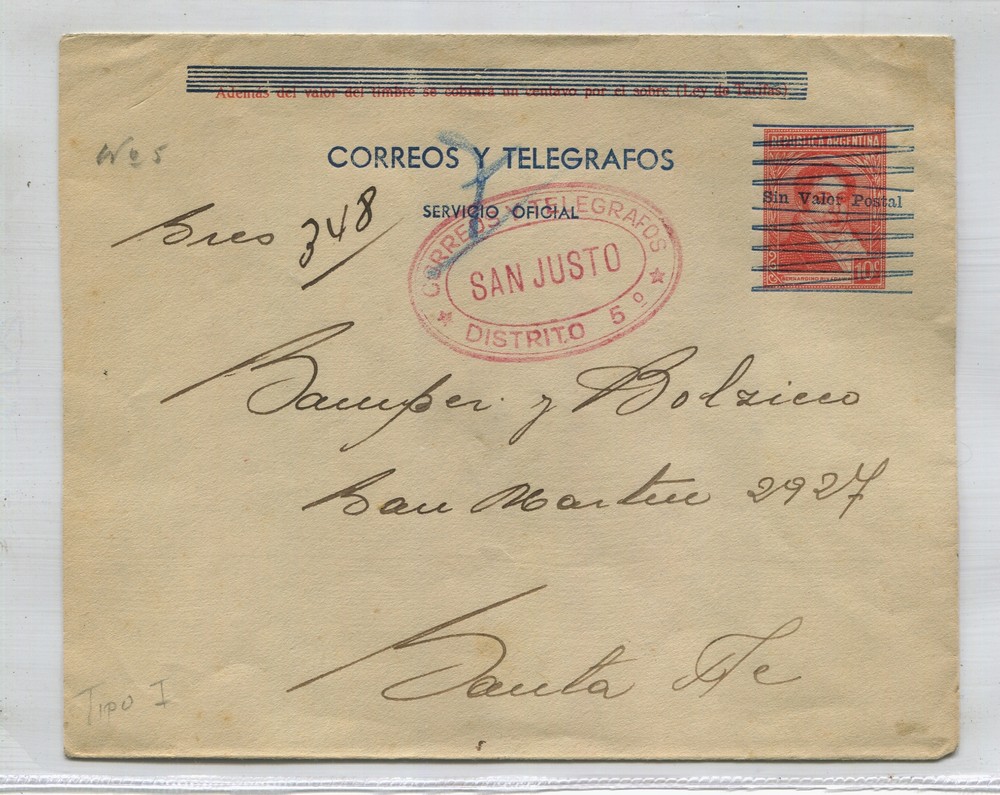 Además del valor del timbre se cobrará un centavo por el sobre (Ley de Tarifas)
Nº 5
CORREOS Y TELEGRAFOS
SERVICIO OFICIAL
REPUBLICA ARGENTINA
Sin Valor Postal
BERNARDINO RIVADAVIA
10c
Sres 348
CORREOS Y TELEGRAFOS
SAN JUSTO
DISTRITO 5º
Samper y Bolzico
San Martin 2927
Santa Fe
Tipo I